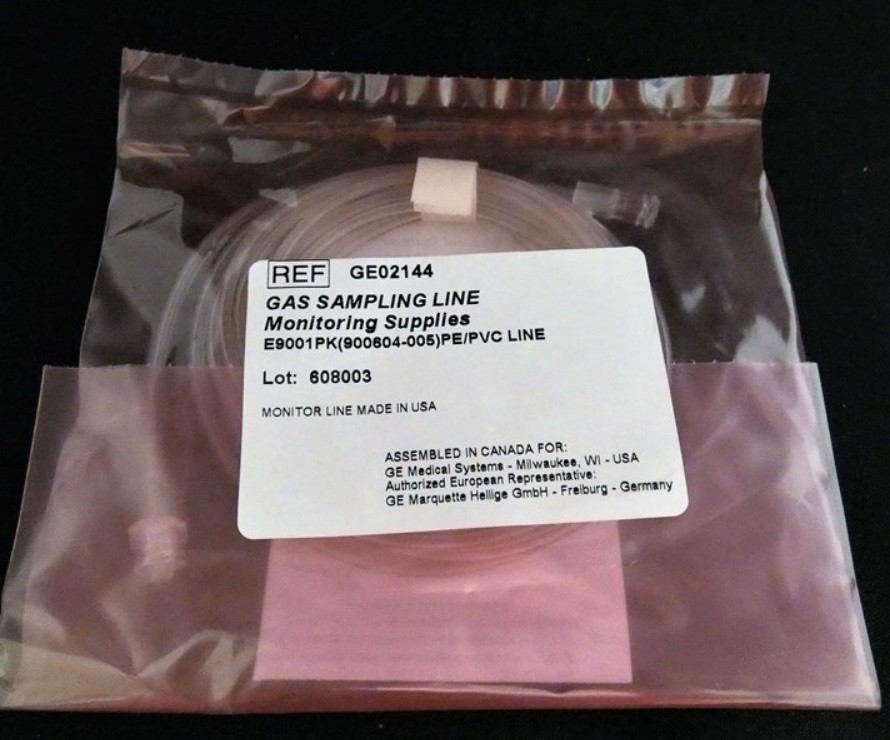 REF GE02144
GAS SAMPLING LINE
Monitoring Supplies
E9001PK(900604-005)PE/PVC LINE
Lot: 608003
MONITOR LINE MADE IN USA
ASSEMBLED IN CANADA FOR:
GE Medical Systems - Milwaukee, WI - USA
Authorized European Representative:
GE Marquette Hellige GmbH - Freiburg - Germany